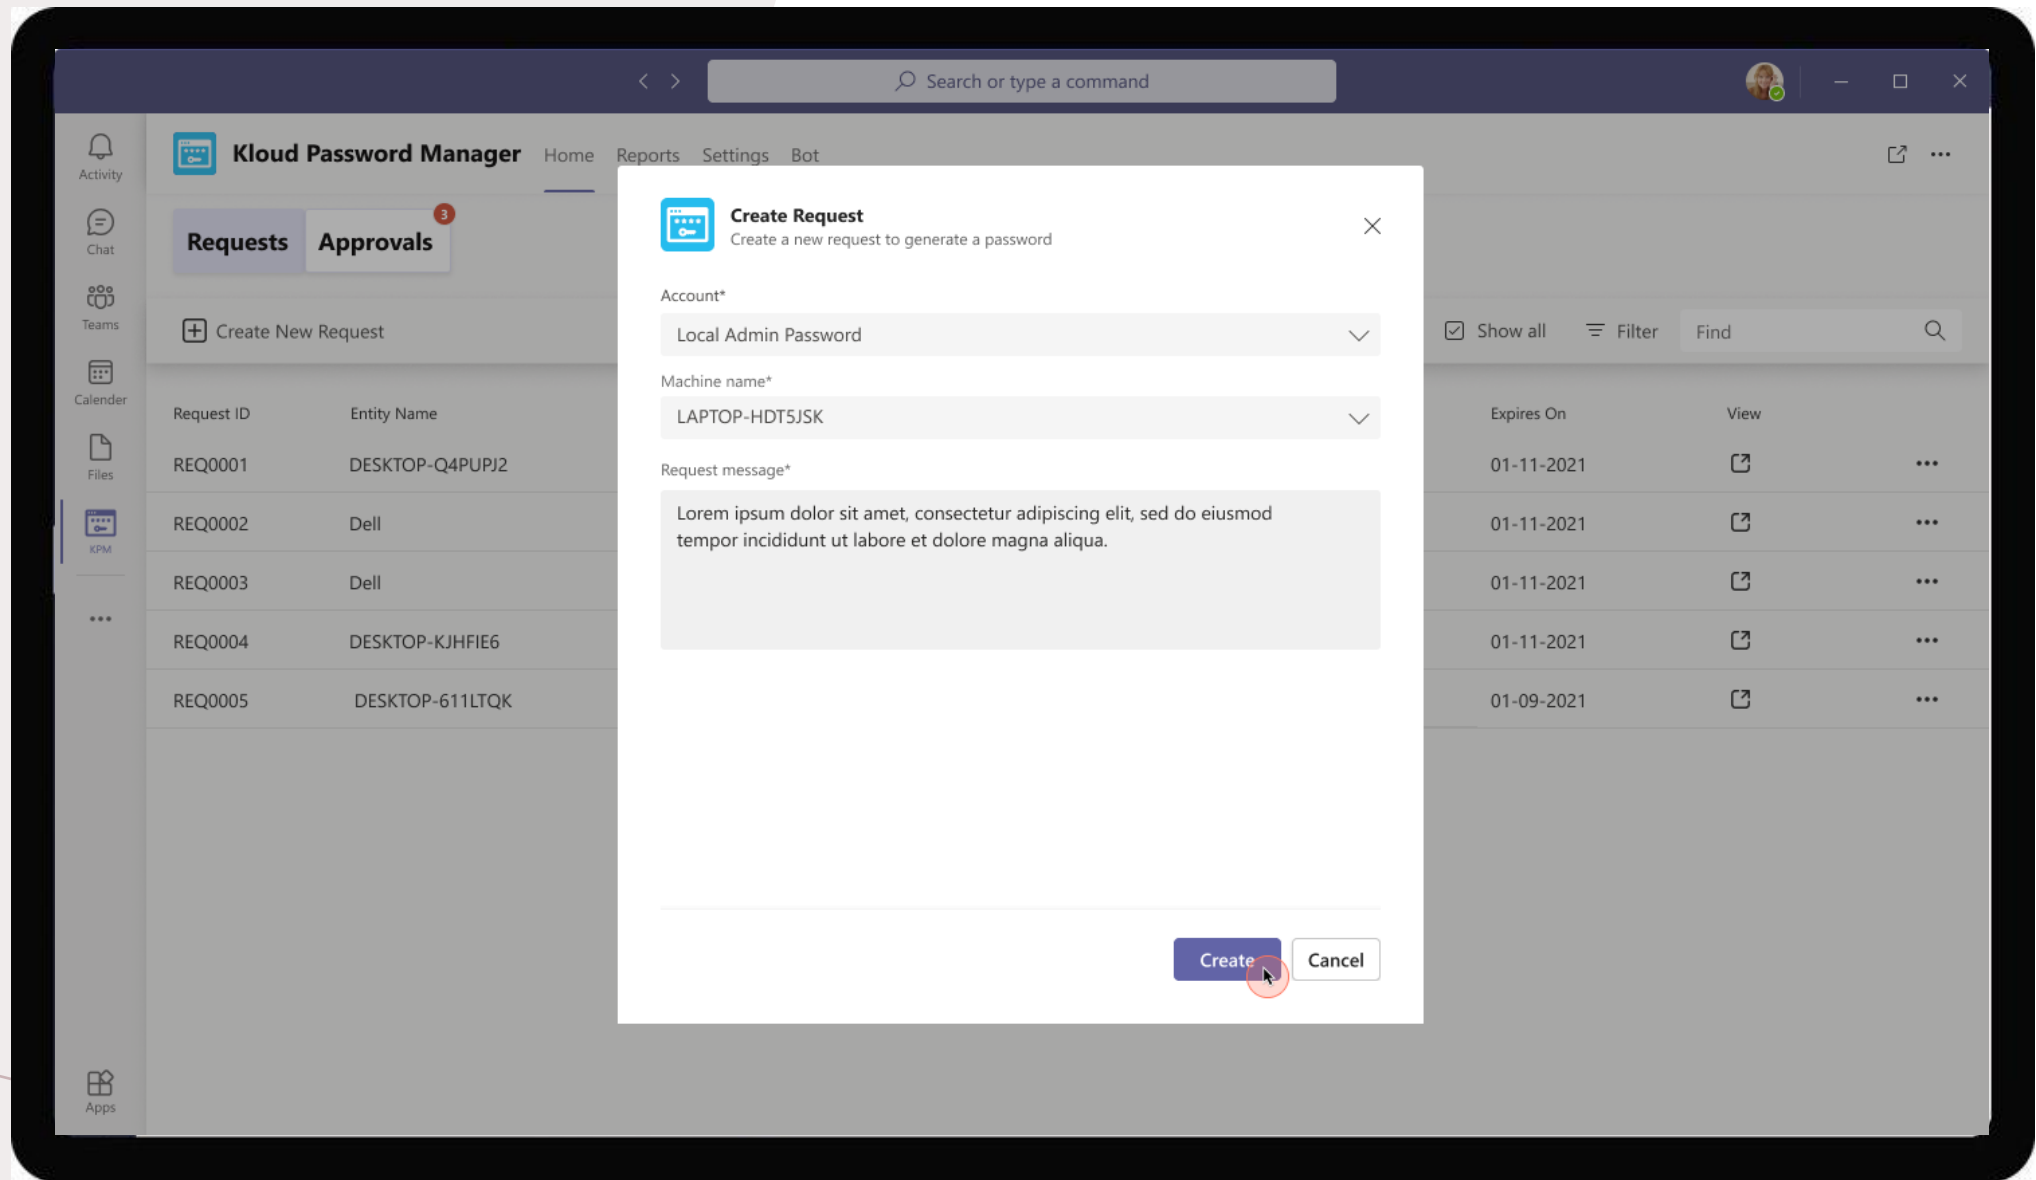 Search or type a command
Kloud Password Manager Home Reports Settings Bot
Activity
Chat
Teams
Calender
Files
KPM
Apps
Requests Approvals 3
Create New Request
Show all Filter Find
Request ID Entity Name Expires On View
REQ0001 DESKTOP-Q4PUPJ2 01-11-2021
REQ0002 Dell 01-11-2021
REQ0003 Dell 01-11-2021
REQ0004 DESKTOP-KJHFIE6 01-11-2021
REQ0005 DESKTOP-611LTQK 01-09-2021
Create Request
Create a new request to generate a password
Account*
Local Admin Password
Machine name*
LAPTOP-HDT5JSK
Request message*
Lorem ipsum dolor sit amet, consectetur adipiscing elit, sed do eiusmod
tempor incididunt ut labore et dolore magna aliqua.
Create Cancel